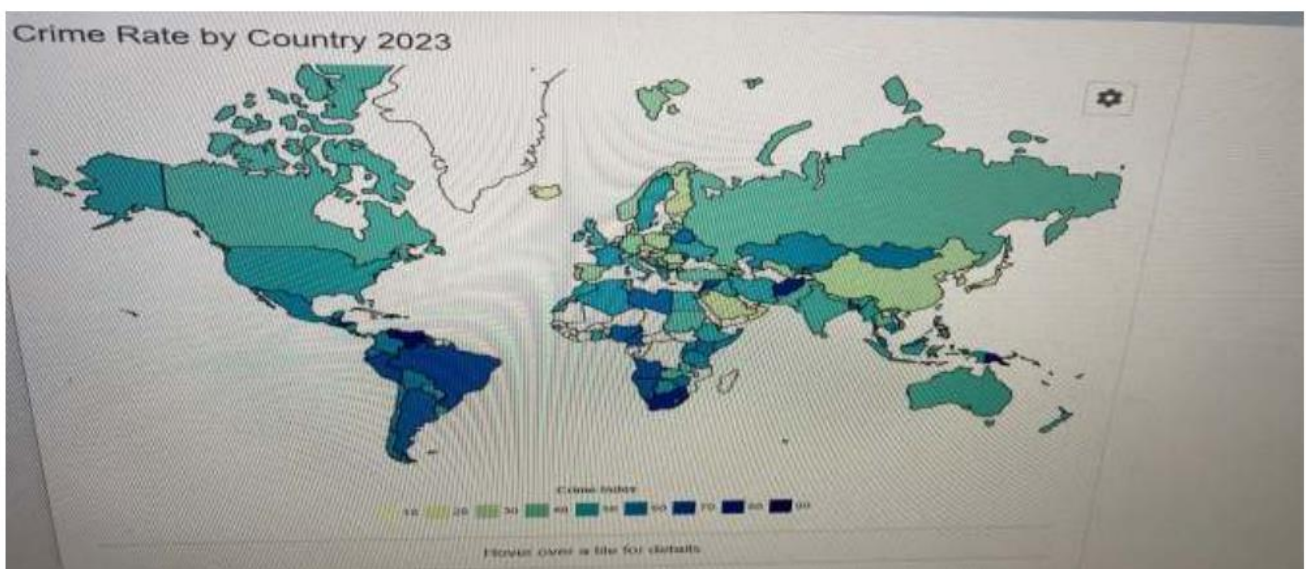 Crime Rate by Country 2023
Crime Index
10 20 30 40 50 60 70 80 90
Hover over a tile for details